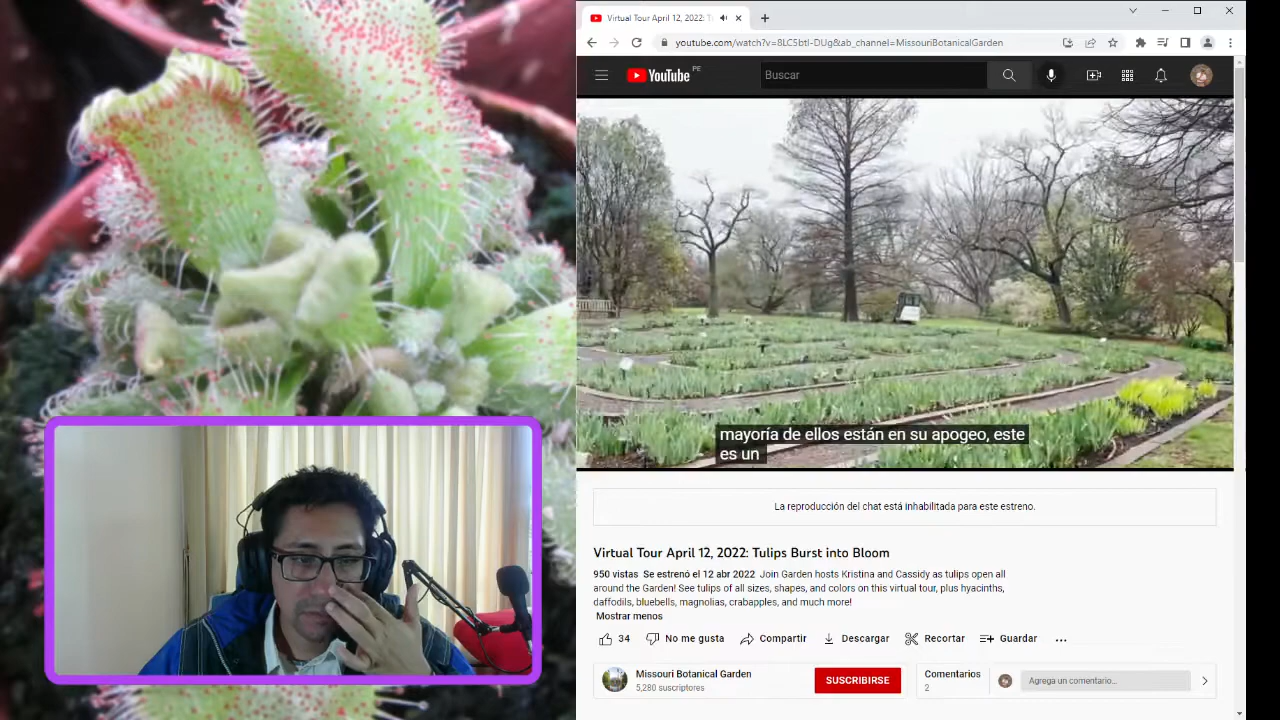 Virtual Tour April 12, 2022: T
youtube.com/watch?v=8LC5btI-DUg&ab_channel=MissouriBotanicalGarden
YouTube PE
Buscar
mayoría de ellos están en su apogeo, este
es un
La reproducción del chat está inhabilitada para este estreno.
Virtual Tour April 12, 2022: Tulips Burst into Bloom
950 vistas Se estrenó el 12 abr 2022 Join Garden hosts Kristina and Cassidy as tulips open all
around the Garden! See tulips of all sizes, shapes, and colors on this virtual tour, plus hyacinths,
daffodils, bluebells, magnolias, crabapples, and much more!
Mostrar menos
34 No me gusta Compartir Descargar Recortar Guardar
Missouri Botanical Garden
5,280 suscriptores
SUSCRIBIRSE
Comentarios
2
Agrega un comentario...